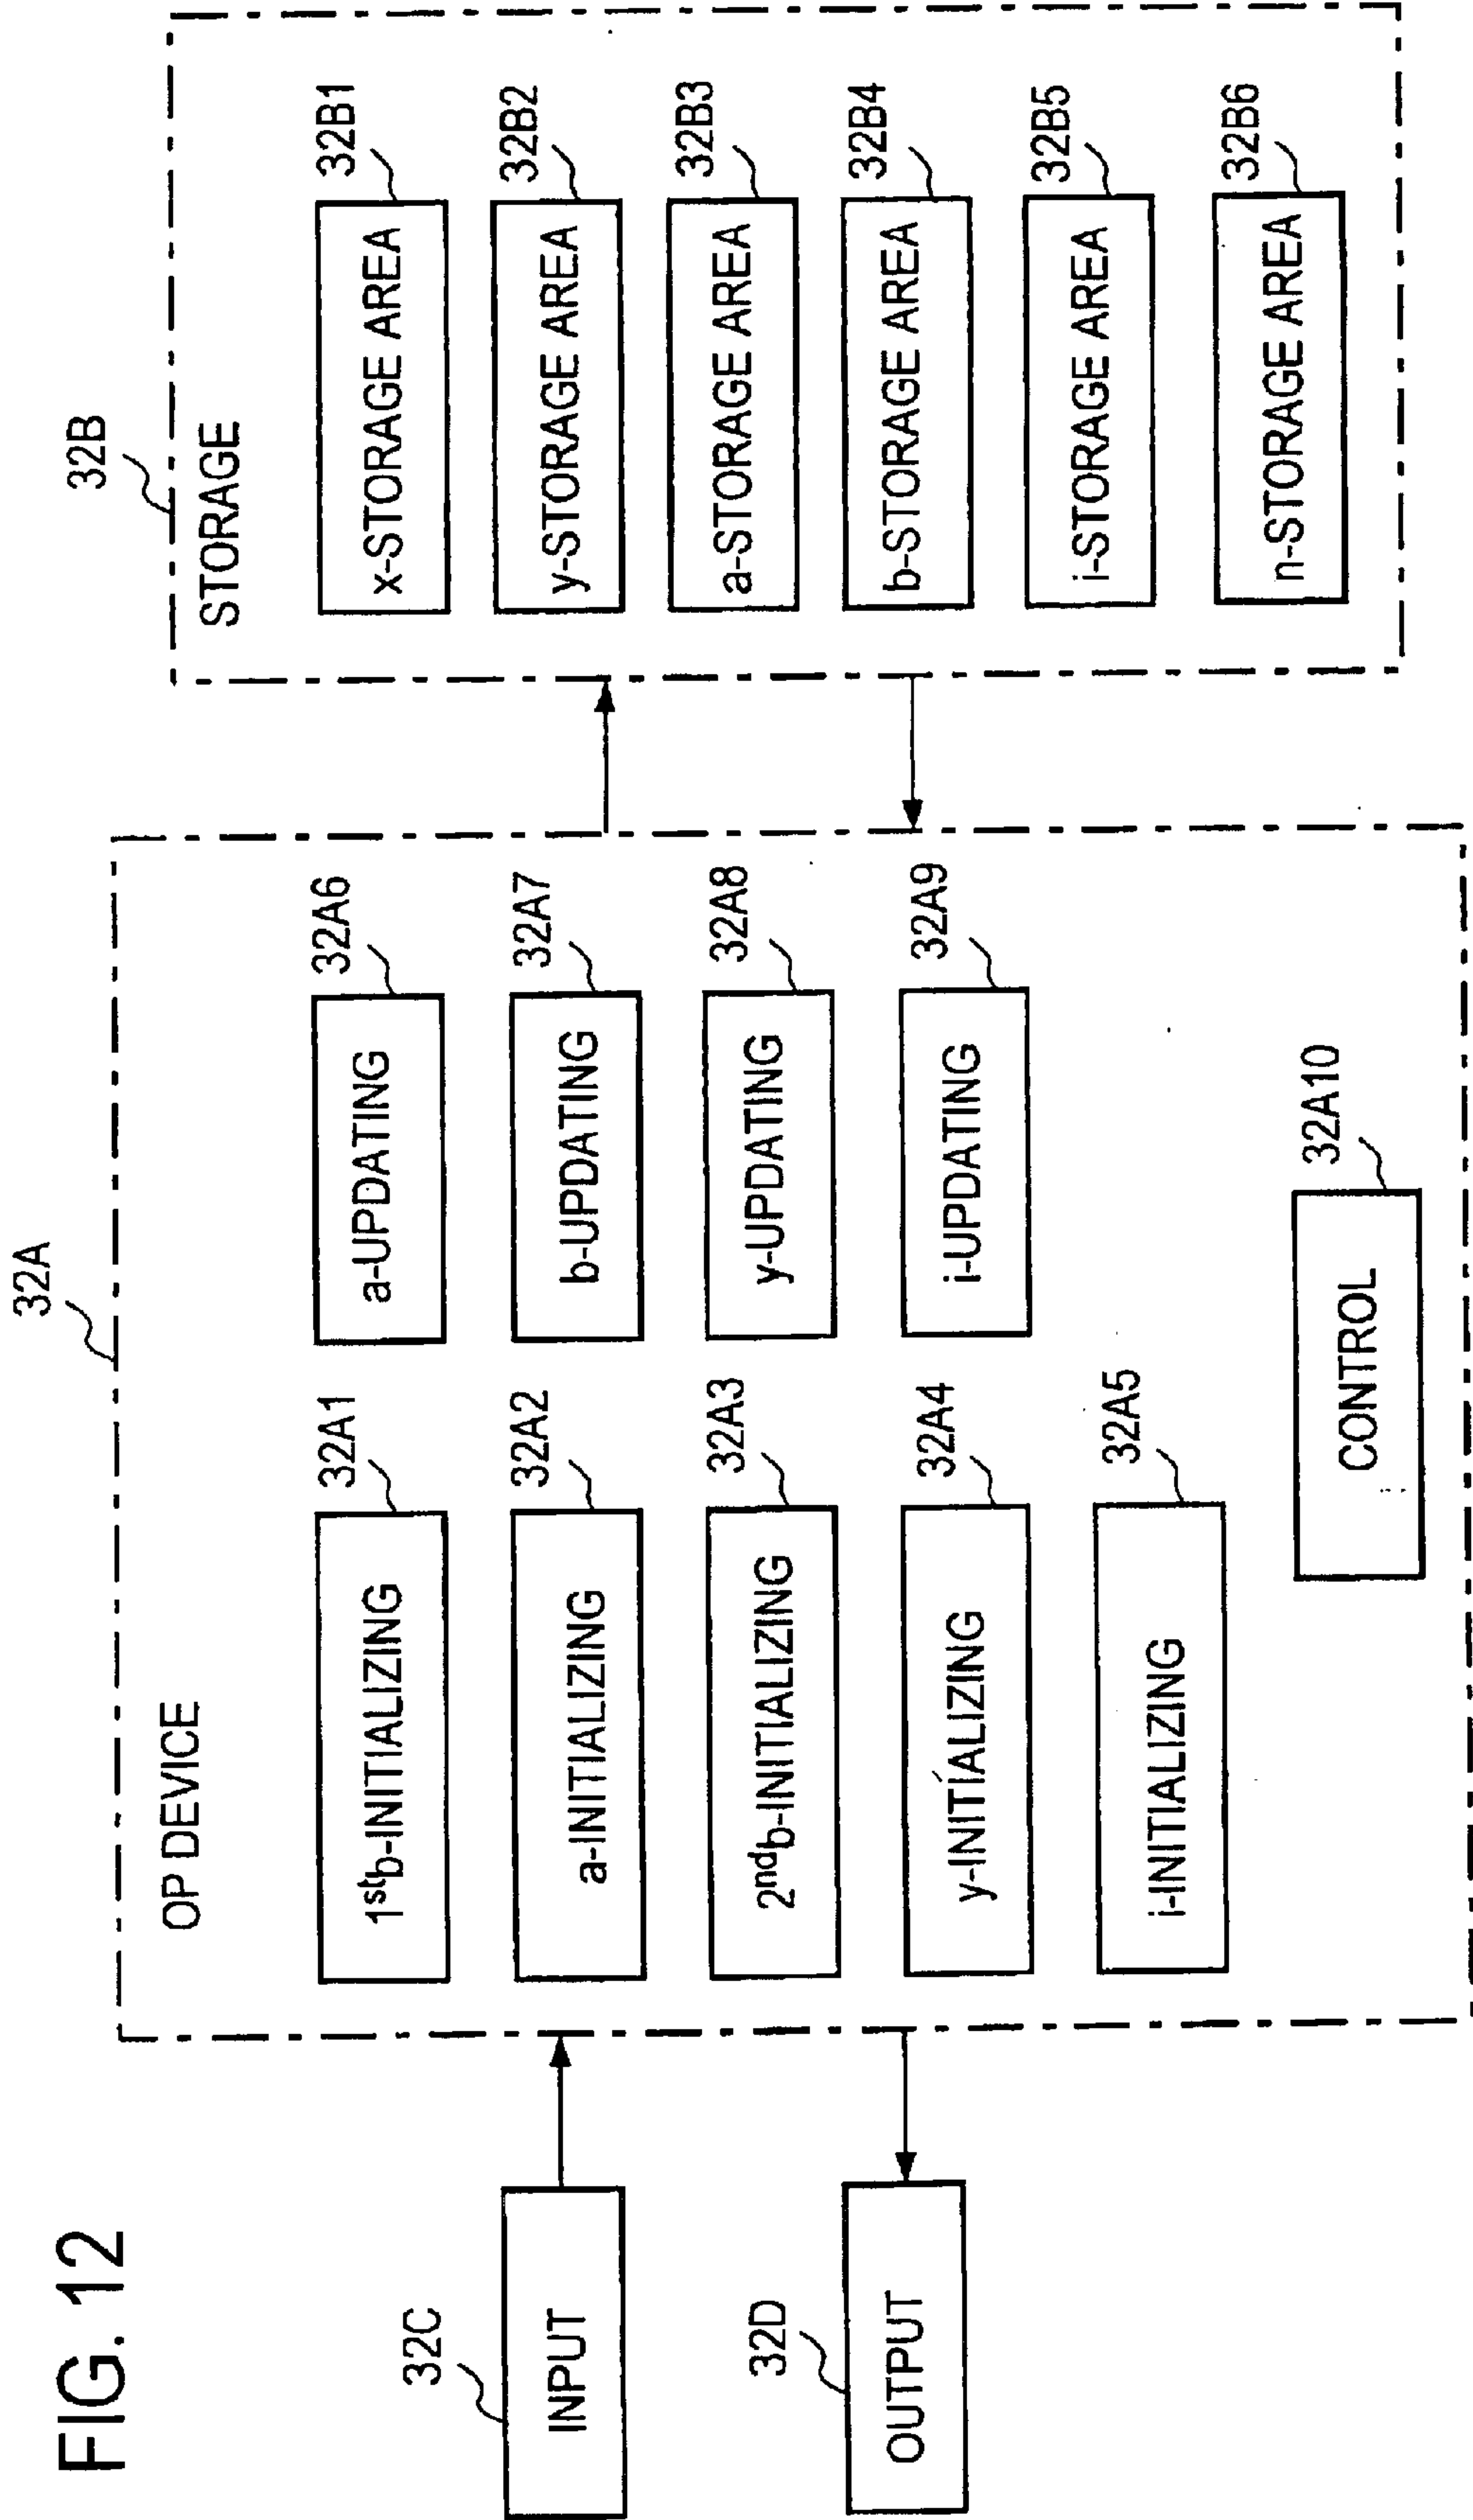 FIG. 12
32A
32B
OP DEVICE
STORAGE
32C
INPUT
32D
OUTPUT
32A1
1st b-INITIALIZING
32A2
a-INITIALIZING
32A3
2nd b-INITIALIZING
32A4
y-INITIALIZING
32A5
i-INITIALIZING
32A6
a-UPDATING
32A7
b-UPDATING
32A8
y-UPDATING
32A9
i-UPDATING
32A10
CONTROL
32B1
x-STORAGE AREA
32B2
y-STORAGE AREA
32B3
a-STORAGE AREA
32B4
b-STORAGE AREA
32B5
i-STORAGE AREA
32B6
n-STORAGE AREA